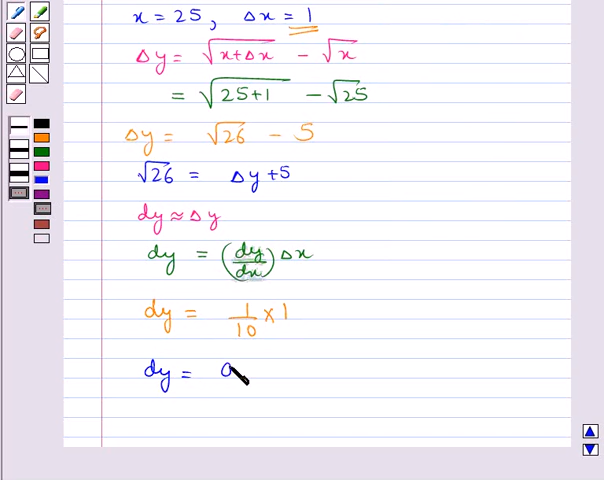 x = 25, Δx = 1
Δy = √x+Δx - √x
= √25+1 - √25
Δy = √26 - 5
√26 = Δy + 5
dy ≈ Δy
dy = (dy/dx) Δx
dy = 1/10 × 1
dy = 0